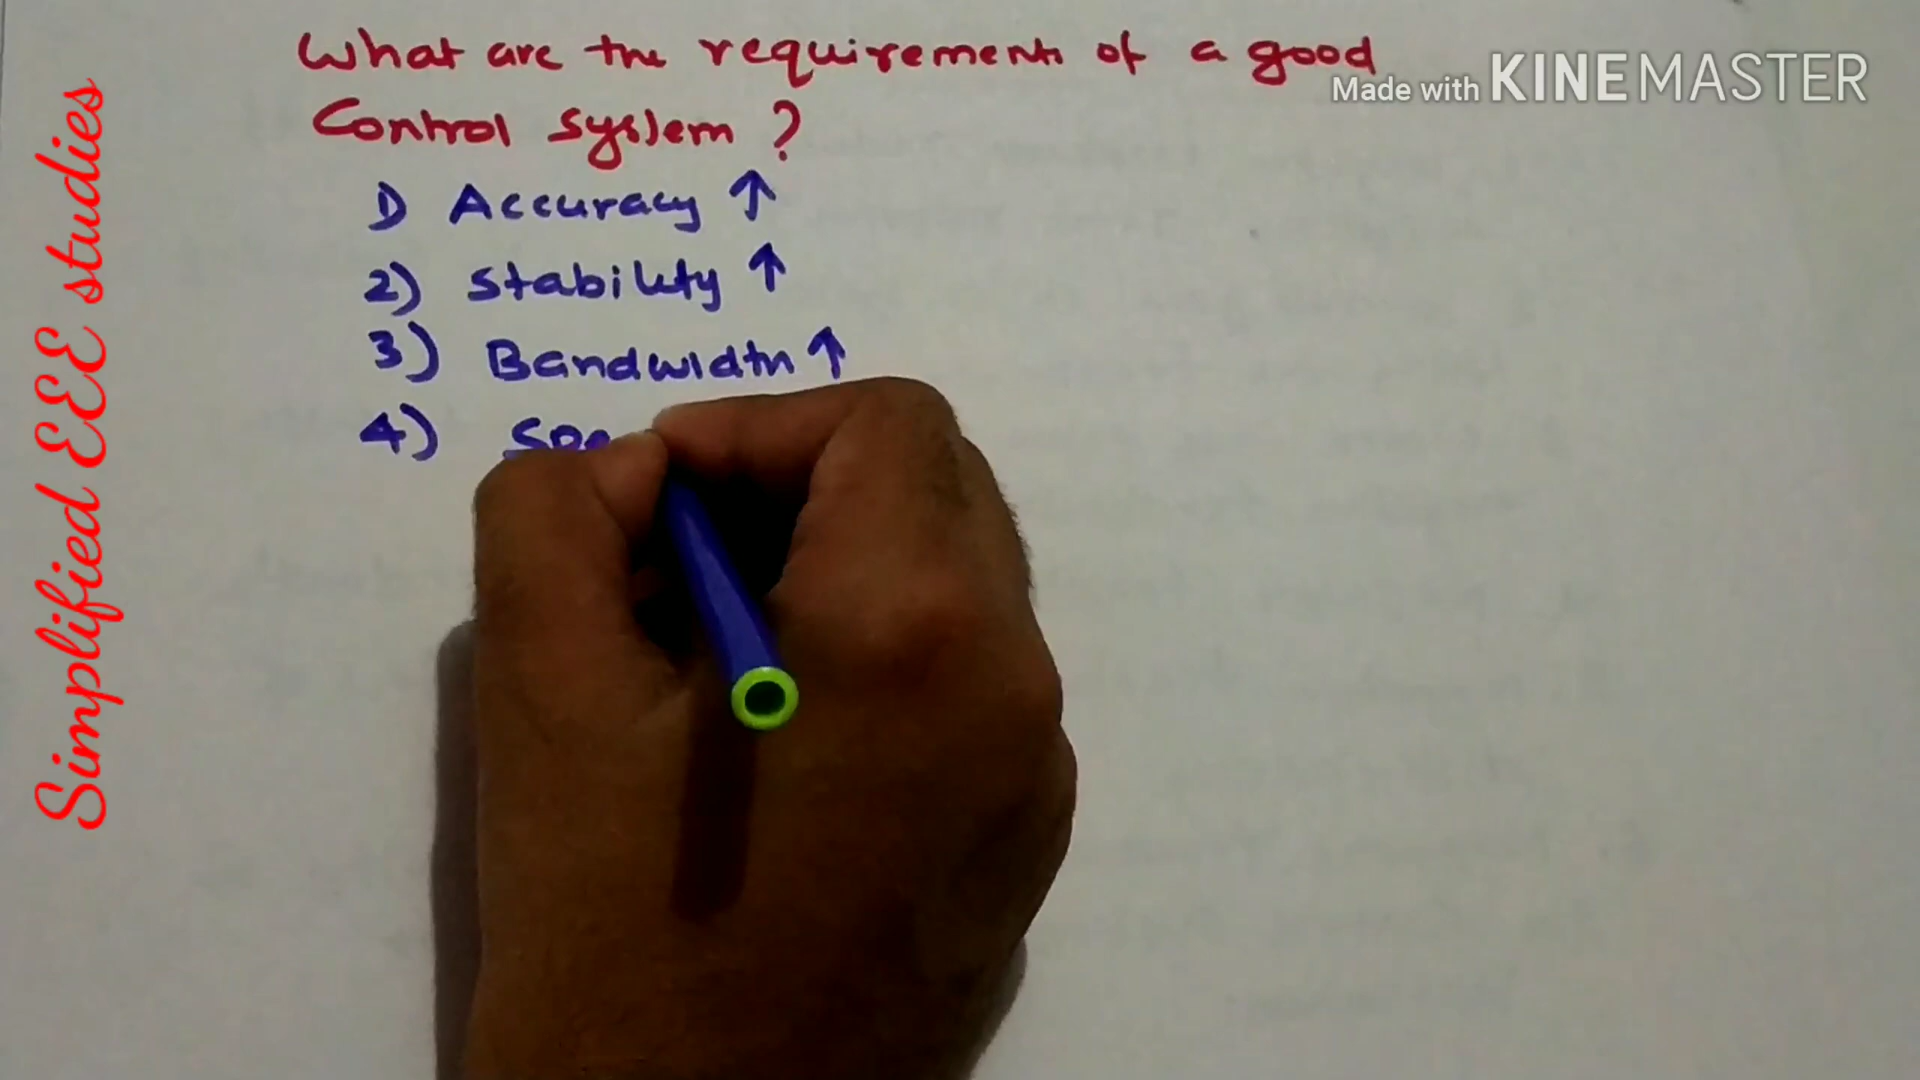 What are the requirements of a good
Control system ?
1) Accuracy ↑
2) Stability ↑
3) Bandwidth ↑
4)
Made with KINEMASTER
Simplified EEE studies